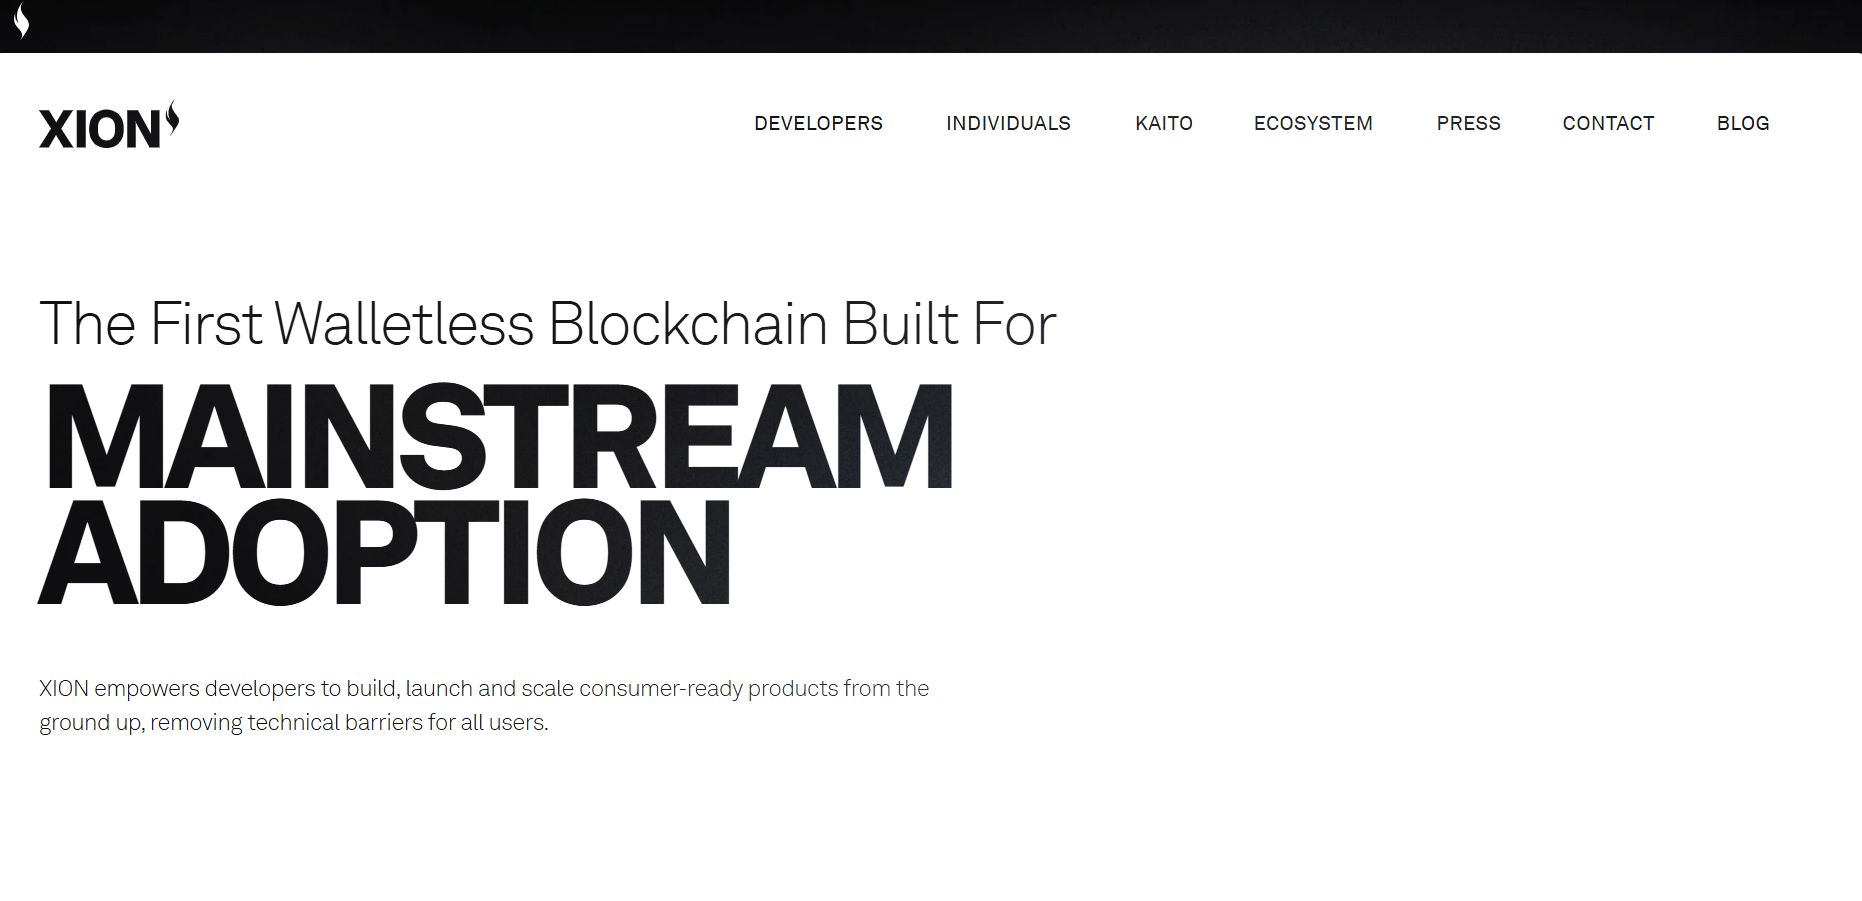 XION
DEVELOPERS INDIVIDUALS KAITO ECOSYSTEM PRESS CONTACT BLOG
The First Walletless Blockchain Built For
MAINSTREAM
ADOPTION
XION empowers developers to build, launch and scale consumer-ready products from the
ground up, removing technical barriers for all users.